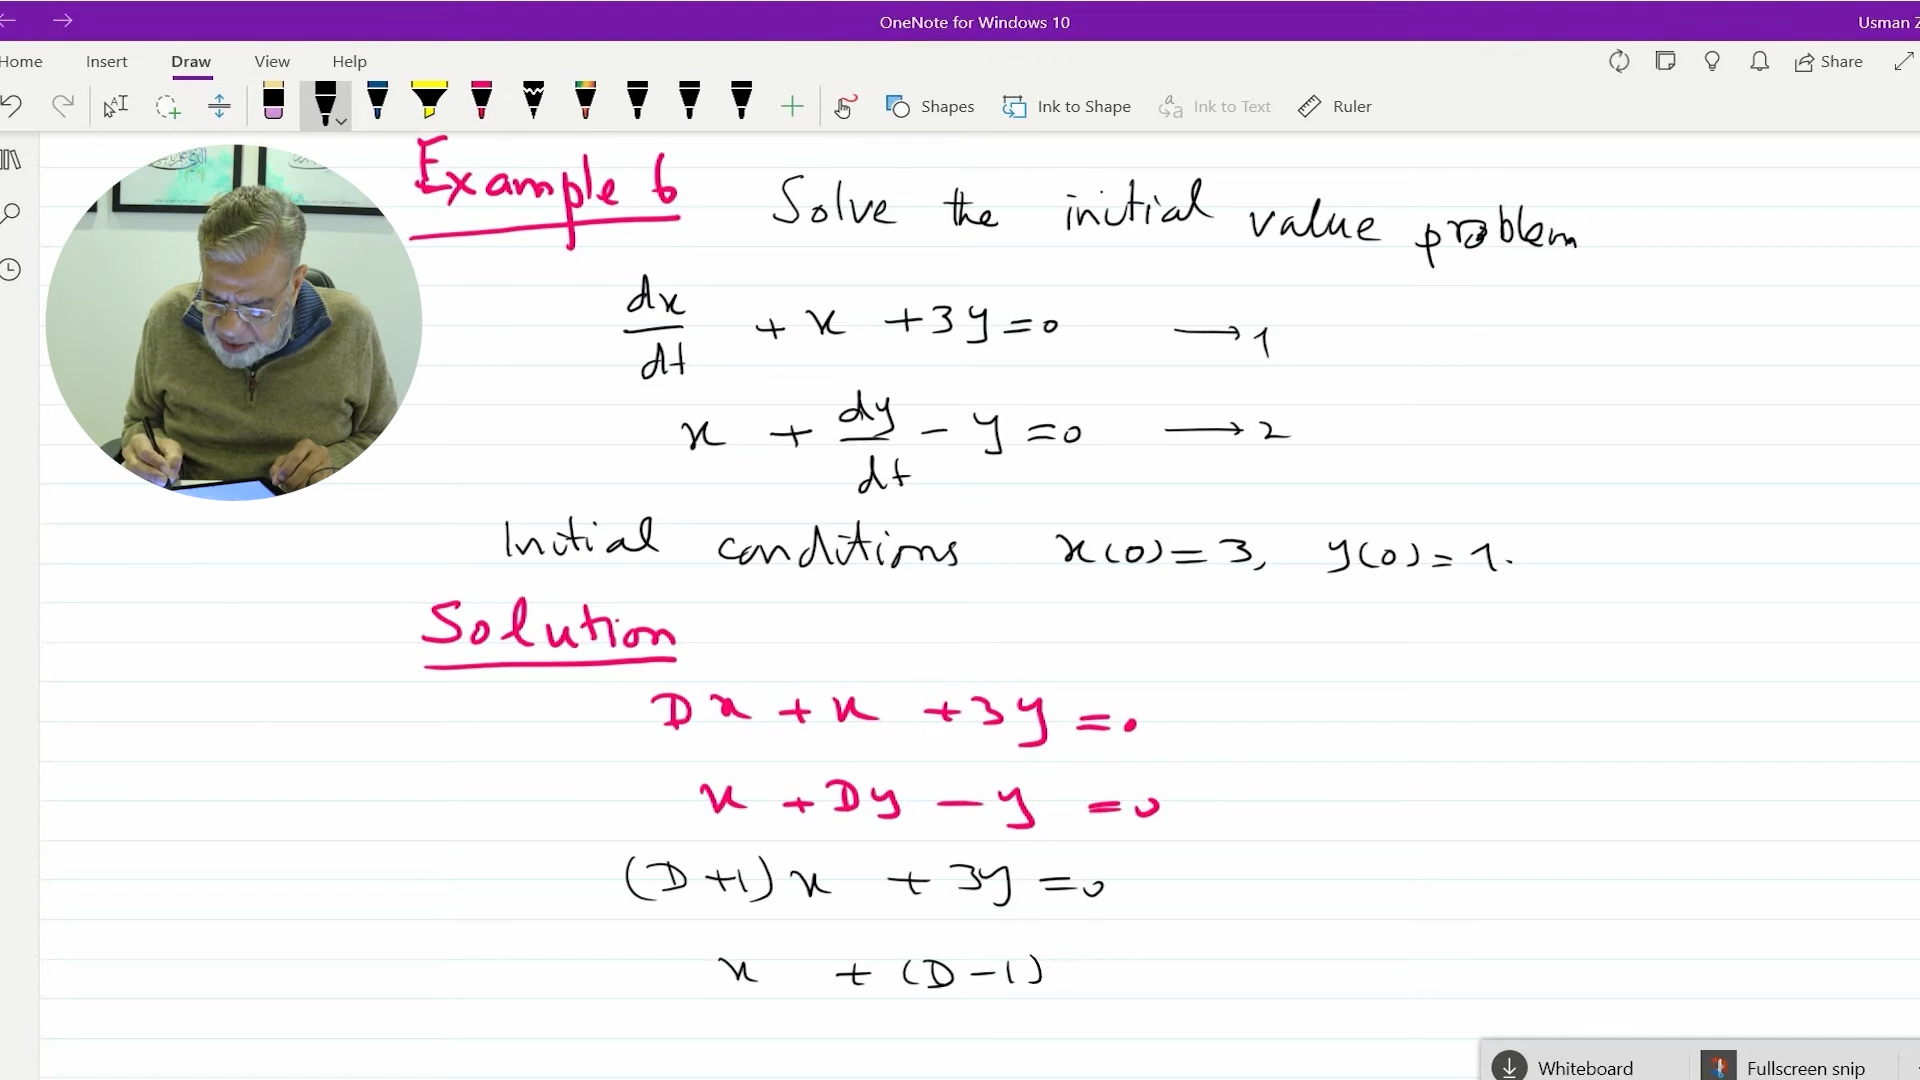 OneNote for Windows 10
Usman Z
Home Insert Draw View Help Share
Shapes Ink to Shape Ink to Text Ruler
Example 6 Solve the initial value problem
dx/dt + x + 3y = 0 → 1
x + dy/dt - y = 0 → 2
Initial conditions x(0) = 3, y(0) = 1.
Solution
Dx + x + 3y = 0
x + Dy - y = 0
(D+1)x + 3y = 0
x + (D-1)
Whiteboard Fullscreen snip